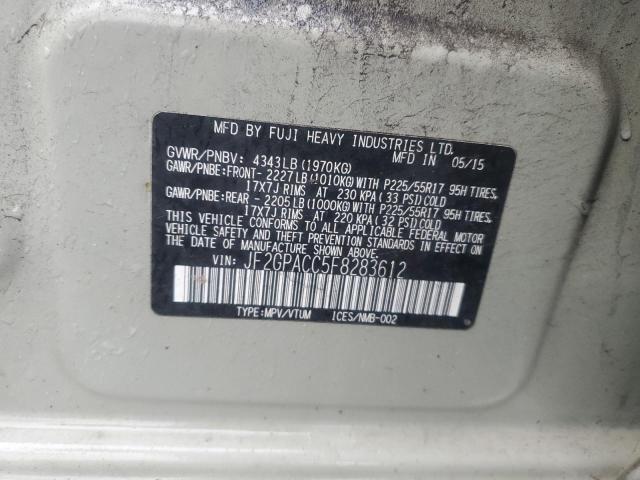 MFD BY FUJI HEAVY INDUSTRIES LTD.
MFD IN 05/15
GVWR/PNBV: 4343LB(1970KG)
GAWR/PNBE:FRONT- 2227LB(1010KG)WITH P225/55R17 95H TIRES,
17X7J RIMS AT 230 KPA(33 PSI)COLD
GAWR/PNBE:REAR - 2205LB(1000KG)WITH P225/55R17 95H TIRES,
17X7J RIMS AT 220 KPA(32 PSI)COLD
THIS VEHICLE CONFORMS TO ALL APPLICABLE FEDERAL MOTOR
VEHICLE SAFETY AND THEFT PREVENTION STANDARDS IN EFFECT ON THE
DATE OF MANUFACTURE SHOWN ABOVE.
VIN: JF2GPACC5F8283612
TYPE:MPV/VTUM ICES/NMB-002